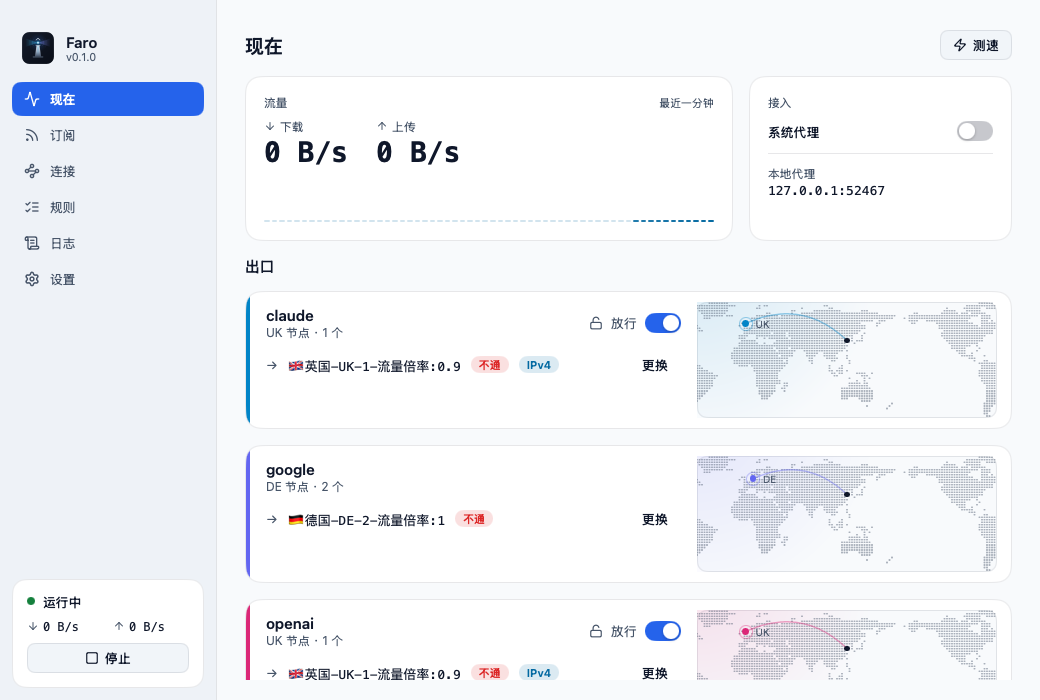 Faro
v0.1.0
现在
订阅
连接
规则
日志
设置
运行中
↓ 0 B/s ↑ 0 B/s
停止
现在
测速
流量 最近一分钟
↓ 下载 ↑ 上传
0 B/s 0 B/s
接入
系统代理
本地代理
127.0.0.1:52467
出口
claude
UK 节点 · 1 个
放行
→ 🇬🇧英国-UK-1-流量倍率:0.9 不通 IPv4 更换
UK
google
DE 节点 · 2 个
→ 🇩🇪德国-DE-2-流量倍率:1 不通 更换
DE
openai
UK 节点 · 1 个
放行
→ 🇬🇧英国-UK-1-流量倍率:0.9 不通 IPv4 更换
UK